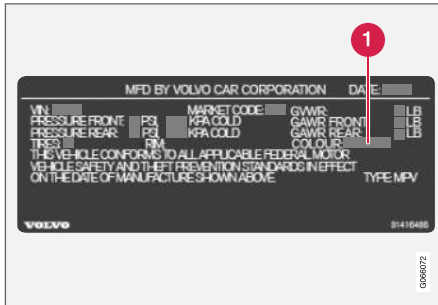 1
MFD BY VOLVO CAR CORPORATION DATE:
VIN: MARKET CODE: GVWR: LB
PRESSURE FRONT: PSI, KPA COLD GAWR FRONT: LB
PRESSURE REAR: PSI, KPA COLD GAWR REAR: LB
TIRES: RIM: COLOUR:
THIS VEHICLE CONFORMS TO ALL APPLICABLE FEDERAL MOTOR
VEHICLE SAFETY AND THEFT PREVENTION STANDARDS IN EFFECT
ON THE DATE OF MANUFACTURE SHOWN ABOVE. TYPE: MPV
VOLVO 31416485
G066072